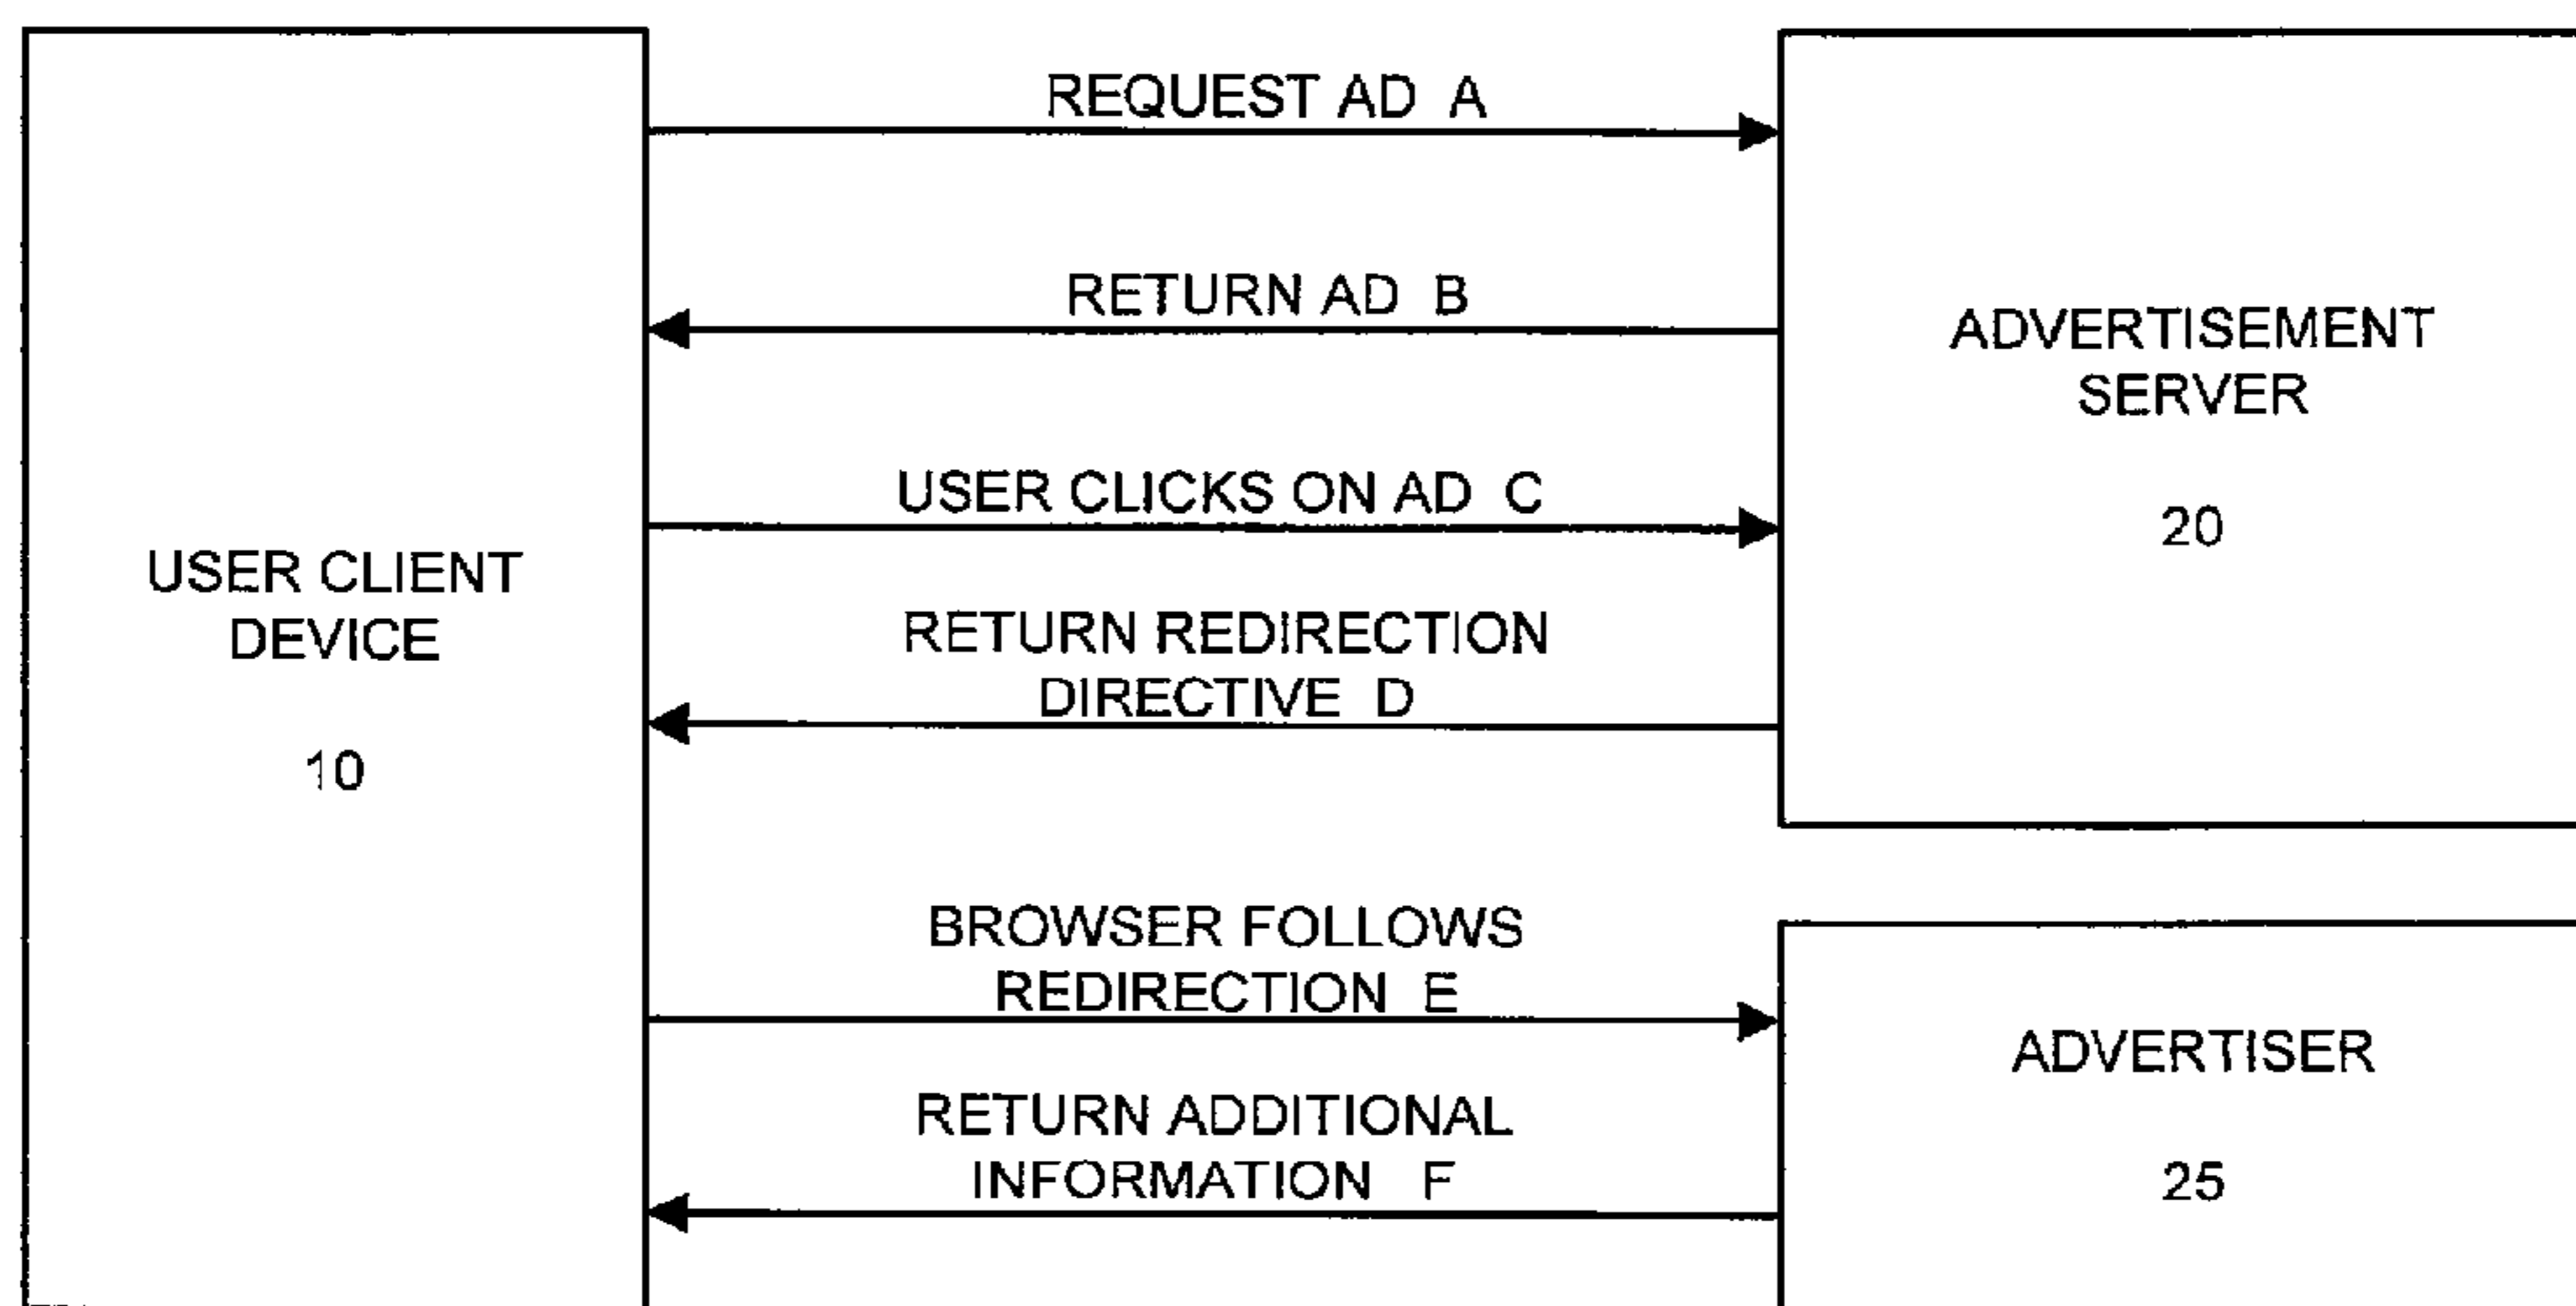 REQUEST AD A
RETURN AD B
USER CLICKS ON AD C
RETURN REDIRECTION
DIRECTIVE D
BROWSER FOLLOWS
REDIRECTION E
RETURN ADDITIONAL
INFORMATION F
USER CLIENT
DEVICE
10
ADVERTISEMENT
SERVER
20
ADVERTISER
25